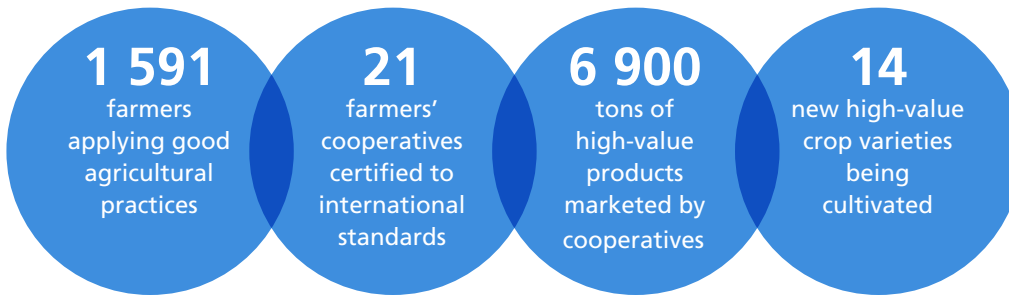 1 591
farmers
applying good
agricultural
practices
21
farmers’
cooperatives
certified to
international
standards
6 900
tons of
high-value
products
marketed by
cooperatives
14
new high-value
crop varieties
being
cultivated